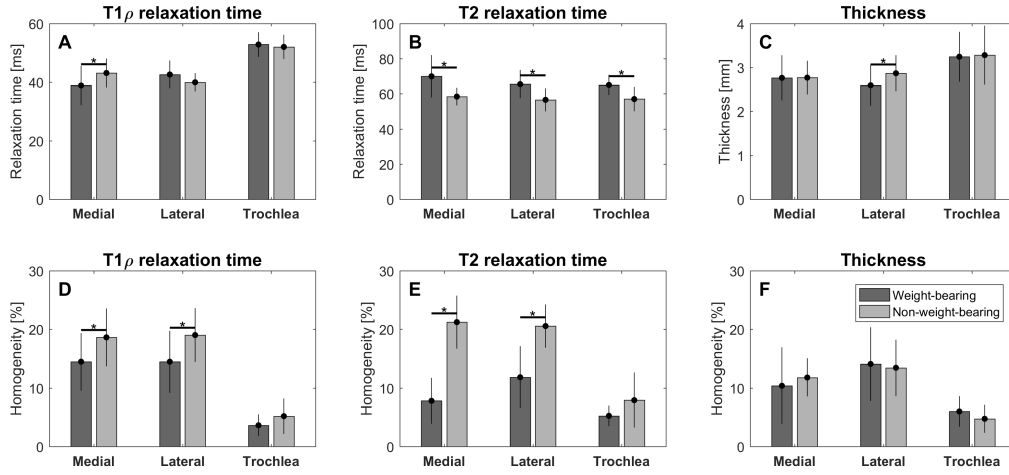 T1ρ relaxation time
A
Relaxation time [ms]
60
40
20
0
*
Medial
Lateral
Trochlea
T2 relaxation time
B
Relaxation time [ms]
100
80
60
40
20
0
*
*
*
Medial
Lateral
Trochlea
Thickness
C
Thickness [mm]
4
3
2
1
0
*
Medial
Lateral
Trochlea
T1ρ relaxation time
D
Homogeneity [%]
30
20
10
0
*
*
Medial
Lateral
Trochlea
T2 relaxation time
E
Homogeneity [%]
30
20
10
0
*
*
Medial
Lateral
Trochlea
Thickness
F
Homogeneity [%]
30
20
10
0
Weight-bearing
Non-weight-bearing
Medial
Lateral
Trochlea